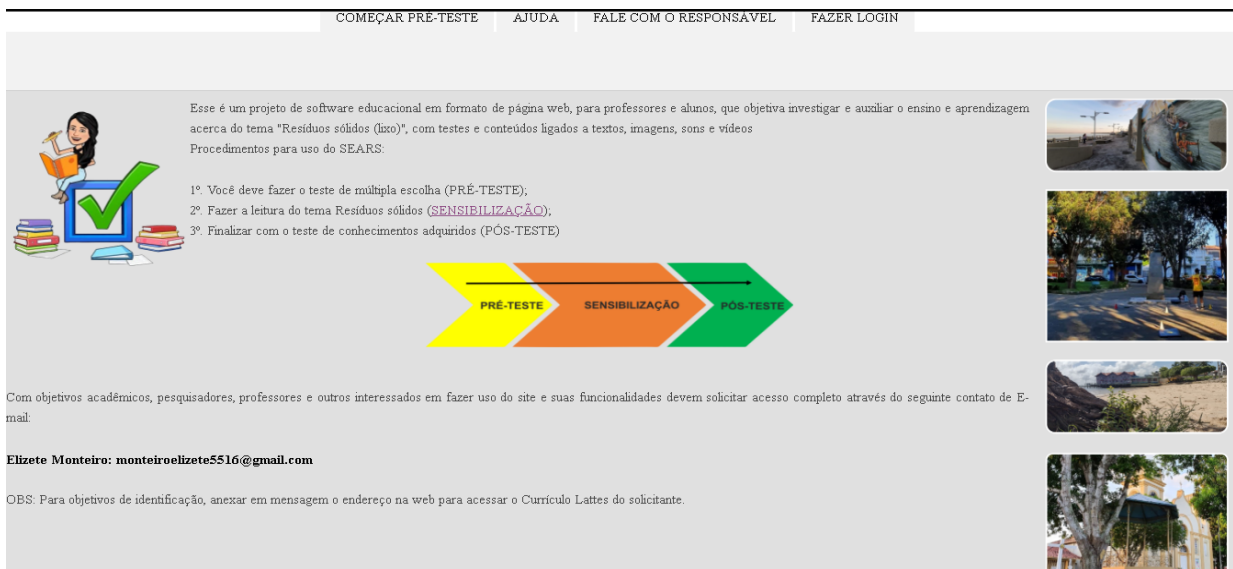 COMEÇAR PRÉ-TESTE AJUDA FALE COM O RESPONSÁVEL FAZER LOGIN
Esse é um projeto de software educacional em formato de página web, para professores e alunos, que objetiva investigar e auxiliar o ensino e aprendizagem
acerca do tema "Resíduos sólidos (lixo)", com testes e conteúdos ligados a textos, imagens, sons e vídeos
Procedimentos para uso do SEARS:
1º. Você deve fazer o teste de múltipla escolha (PRÉ-TESTE);
2º. Fazer a leitura do tema Resíduos sólidos (SENSIBILIZAÇÃO);
3º. Finalizar com o teste de conhecimentos adquiridos (PÓS-TESTE)
PRÉ-TESTE SENSIBILIZAÇÃO PÓS-TESTE
Com objetivos acadêmicos, pesquisadores, professores e outros interessados em fazer uso do site e suas funcionalidades devem solicitar acesso completo através do seguinte contato de E-
mail:
Elizete Monteiro: monteiroelizete5516@gmail.com
OBS: Para objetivos de identificação, anexar em mensagem o endereço na web para acessar o Currículo Lattes do solicitante.